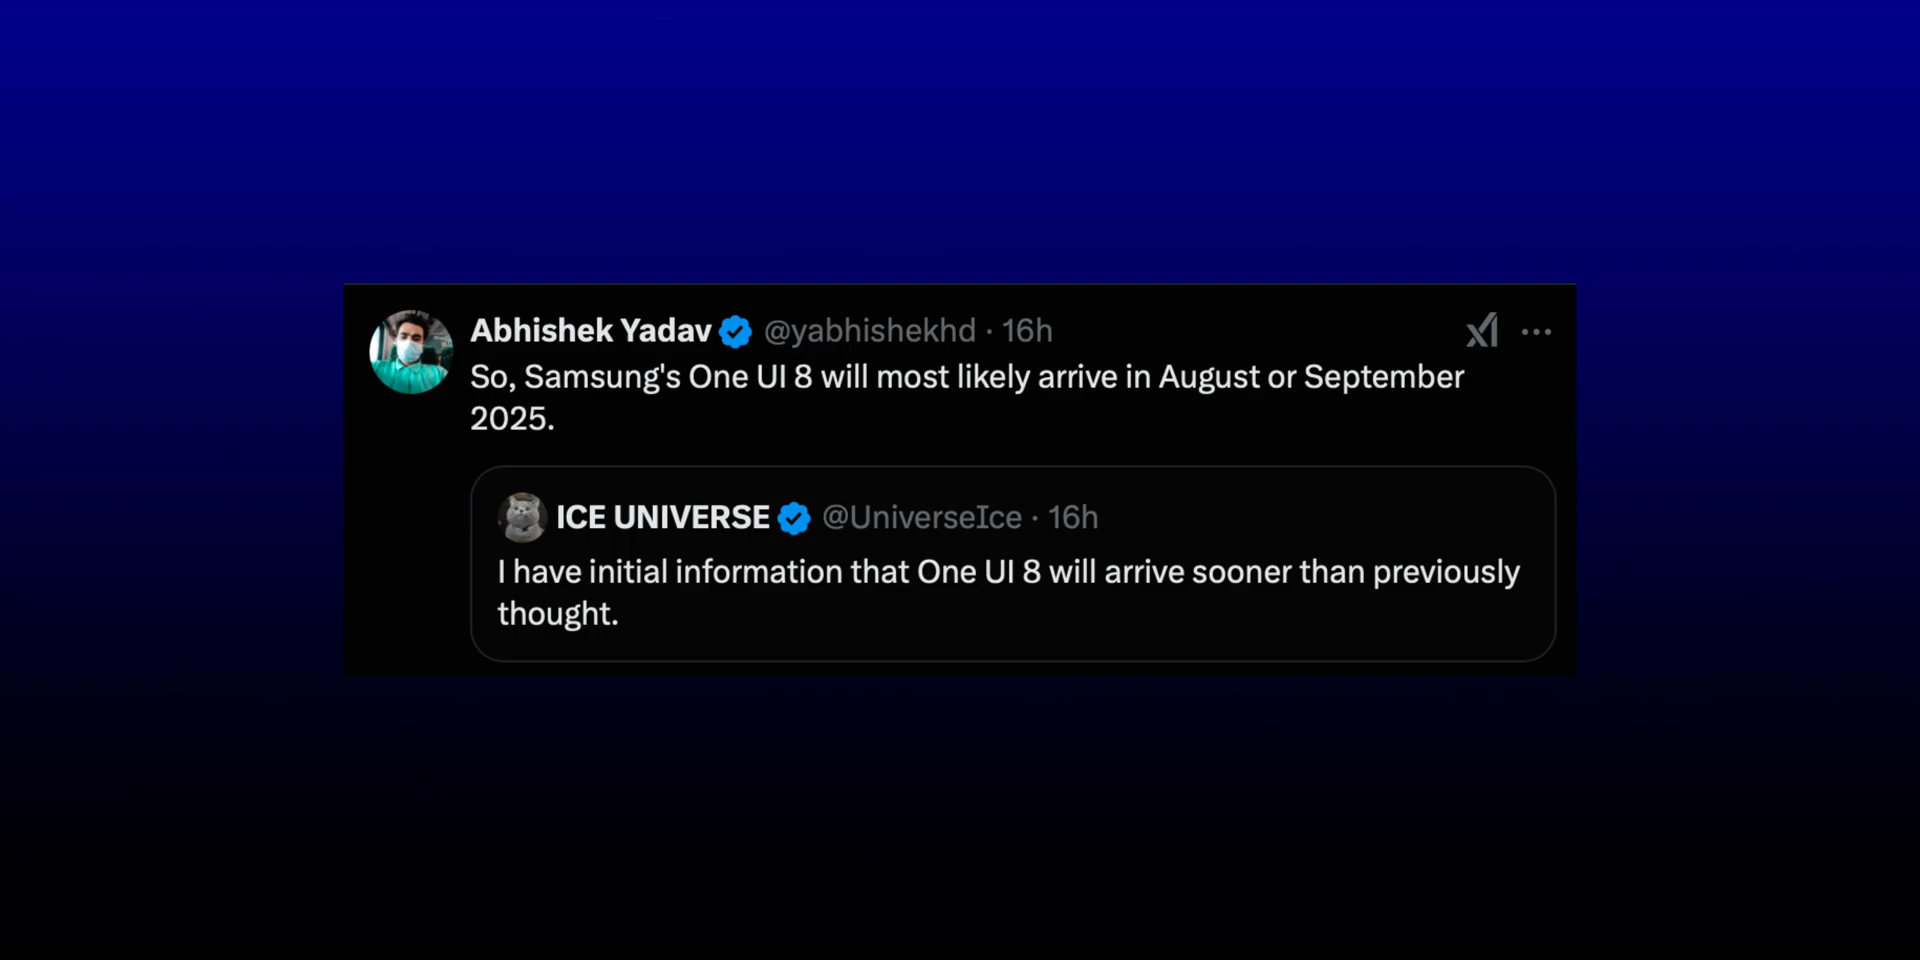 Abhishek Yadav @yabhishekhd · 16h
So, Samsung's One UI 8 will most likely arrive in August or September
2025.
ICE UNIVERSE @UniverseIce · 16h
I have initial information that One UI 8 will arrive sooner than previously
thought.